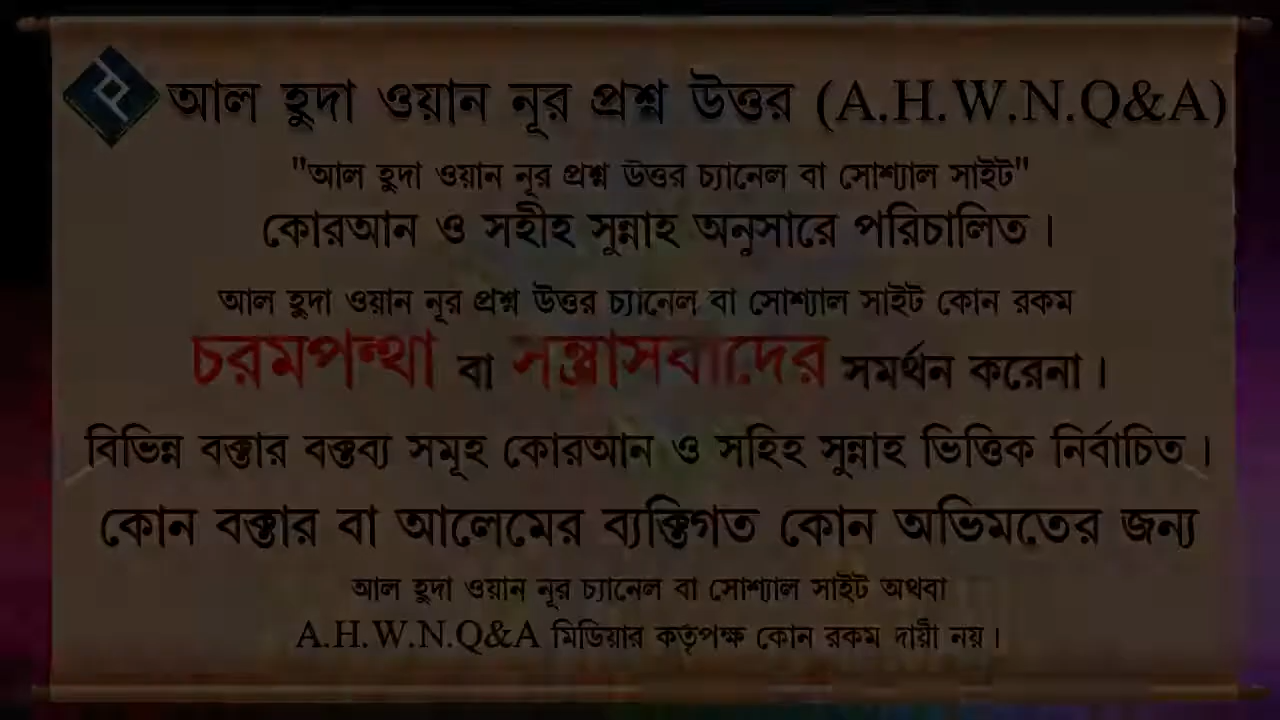 আল হুদা ওয়ান নূর প্রশ্ন উত্তর (A.H.W.N.Q&A)
"আল হুদা ওয়ান নূর প্রশ্ন উত্তর চ্যানেল বা সোশ্যাল সাইট"
কোরআন ও সহীহ সুন্নাহ অনুসারে পরিচালিত।
আল হুদা ওয়ান নূর প্রশ্ন উত্তর চ্যানেল বা সোশ্যাল সাইট কোন রকম
চরমপন্থা বা সন্ত্রাসবাদের সমর্থন করেনা।
বিভিন্ন বক্তার বক্তব্য সমূহ কোরআন ও সহিহ সুন্নাহ ভিত্তিক নির্বাচিত।
কোন বক্তার বা আলেমের ব্যক্তিগত কোন অভিমতের জন্য
আল হুদা ওয়ান নূর চ্যানেল বা সোশ্যাল সাইট অথবা
A.H.W.N.Q&A মিডিয়ার কর্তৃপক্ষ কোন রকম দায়ী নয়।